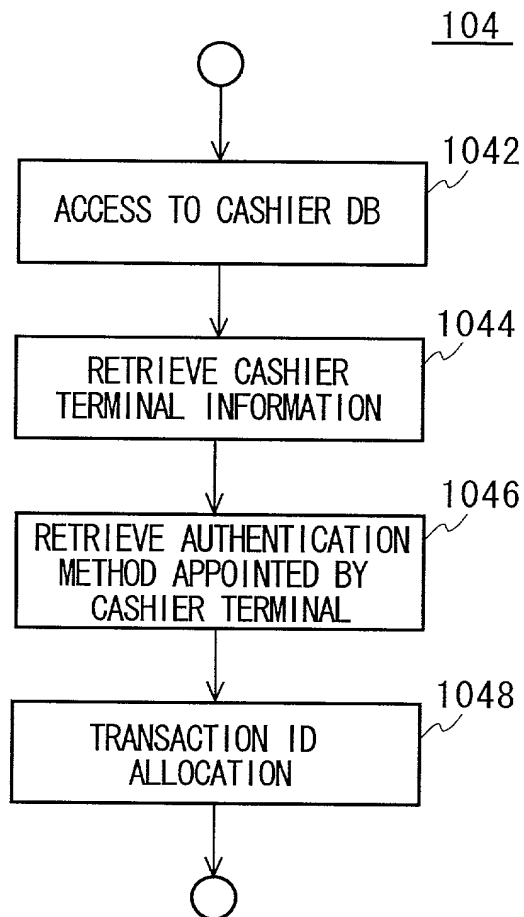 104
1042
ACCESS TO CASHIER DB
1044
RETRIEVE CASHIER
TERMINAL INFORMATION
1046
RETRIEVE AUTHENTICATION
METHOD APPOINTED BY
CASHIER TERMINAL
1048
TRANSACTION ID
ALLOCATION